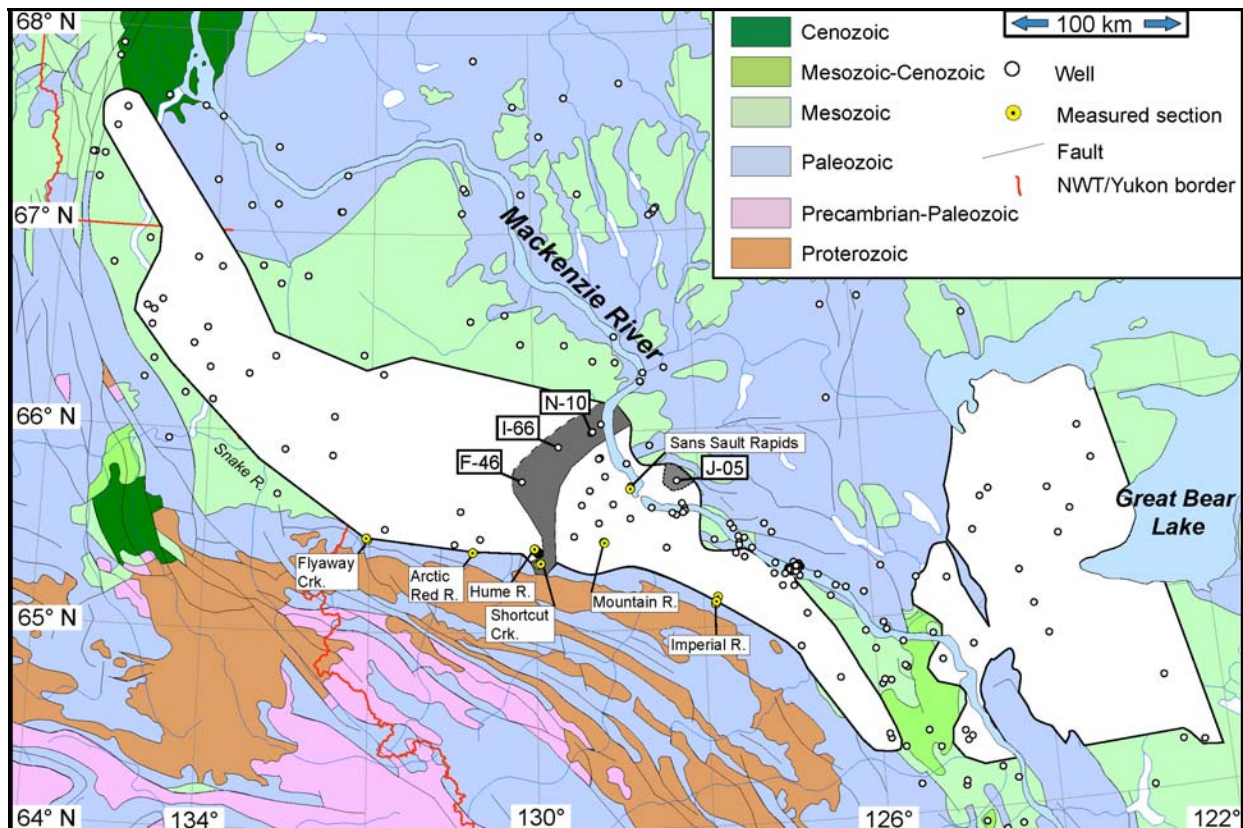 68° N
67° N
66° N
65° N
64° N
134°
130°
126°
122°
Cenozoic
Mesozoic-Cenozoic
Mesozoic
Paleozoic
Precambrian-Paleozoic
Proterozoic
100 km
Well
Measured section
Fault
NWT/Yukon border
Mackenzie River
N-10
I-66
F-46
J-05
Sans Sault Rapids
Snake R.
Great Bear
Lake
Flyaway
Crk.
Arctic
Red R.
Hume R.
Shortcut
Crk.
Mountain R.
Imperial R.